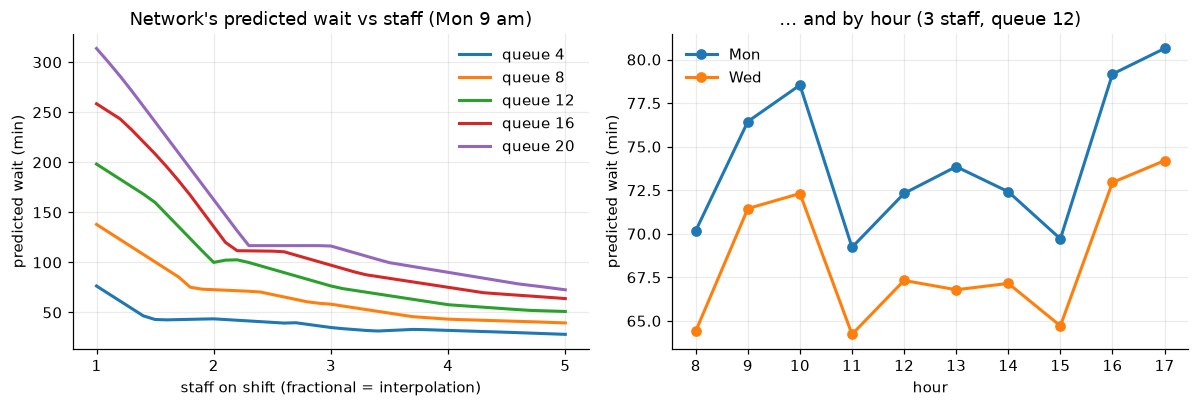 Network's predicted wait vs staff (Mon 9 am)
predicted wait (min)
300
250
200
150
100
50
queue 4
queue 8
queue 12
queue 16
queue 20
1 2 3 4 5
staff on shift (fractional = interpolation)
... and by hour (3 staff, queue 12)
predicted wait (min)
80.0
77.5
75.0
72.5
70.0
67.5
65.0
Mon
Wed
8 9 10 11 12 13 14 15 16 17
hour